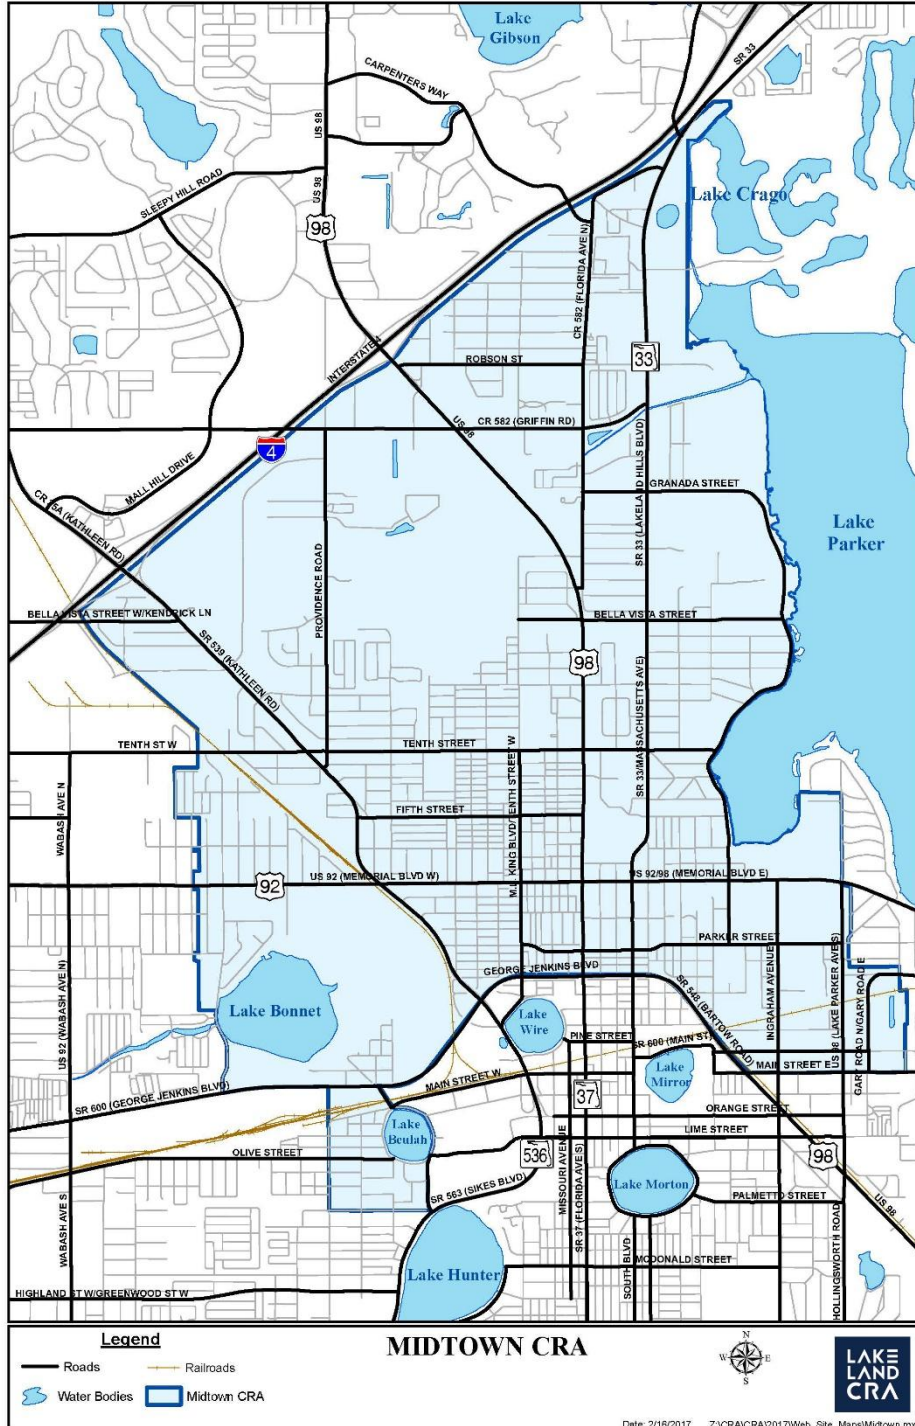 Lake
Gibson
SR 33
CARPENTERS WAY
US 98
US 98
SLEEPY HILL ROAD
Lake Crago
98
CR 582 (FLORIDA AVE N)
INTERSTATE 4
ROBSON ST
33
CR 582 (GRIFFIN RD)
US 98
4
MALL HILL DRIVE
GRANADA STREET
SR 33 (LAKELAND HILLS BLVD)
Lake
Parker
CR 35A (KATHLEEN RD)
PROVIDENCE ROAD
BELLA VISTA STREET W/KENDRICK LN
BELLA VISTA STREET
SR 539 (KATHLEEN RD)
98
SR 33/MASSACHUSETTS AVE)
TENTH ST W
TENTH STREET
WABASH AVE N
FIFTH STREET
M.L. KING BLVD/TENTH STREET W
92
US 92 (MEMORIAL BLVD W)
US 92/98 (MEMORIAL BLVD E)
PARKER STREET
GEORGE JENKINS BLVD
US 92 (WABASH AVE N)
Lake Bonnet
Lake
Wire
SR 548 (BARTOW ROAD)
INGRAHAM AVENUE
US 98 (LAKE PARKER AVE S)
GARY ROAD N/GARY ROAD E
PINE STREET
SR 600 (MAIN ST)
MAIN STREET E
Lake
Mirror
SR 600 (GEORGE JENKINS BLVD)
MAIN STREET W
37
ORANGE STREET
Lake
Beulah
LIME STREET
OLIVE STREET
536
MISSOURI AVENUE
SR 37 (FLORIDA AVE S)
98
Lake Morton
SR 563 (SIKES BLVD)
PALMETTO STREET
US 98
WABASH AVE S
SOUTH BLVD
MCDONALD STREET
HOLLINGSWORTH ROAD
Lake Hunter
HIGHLAND ST W/GREENWOOD ST W
Legend
Roads
Railroads
Water Bodies
Midtown CRA
MIDTOWN CRA
N
W
E
S
LAKE
LAND
CRA
Date: 2/16/2017
Z:\CRA\CRA\2017\Web_Site_Maps\Midtown.mx